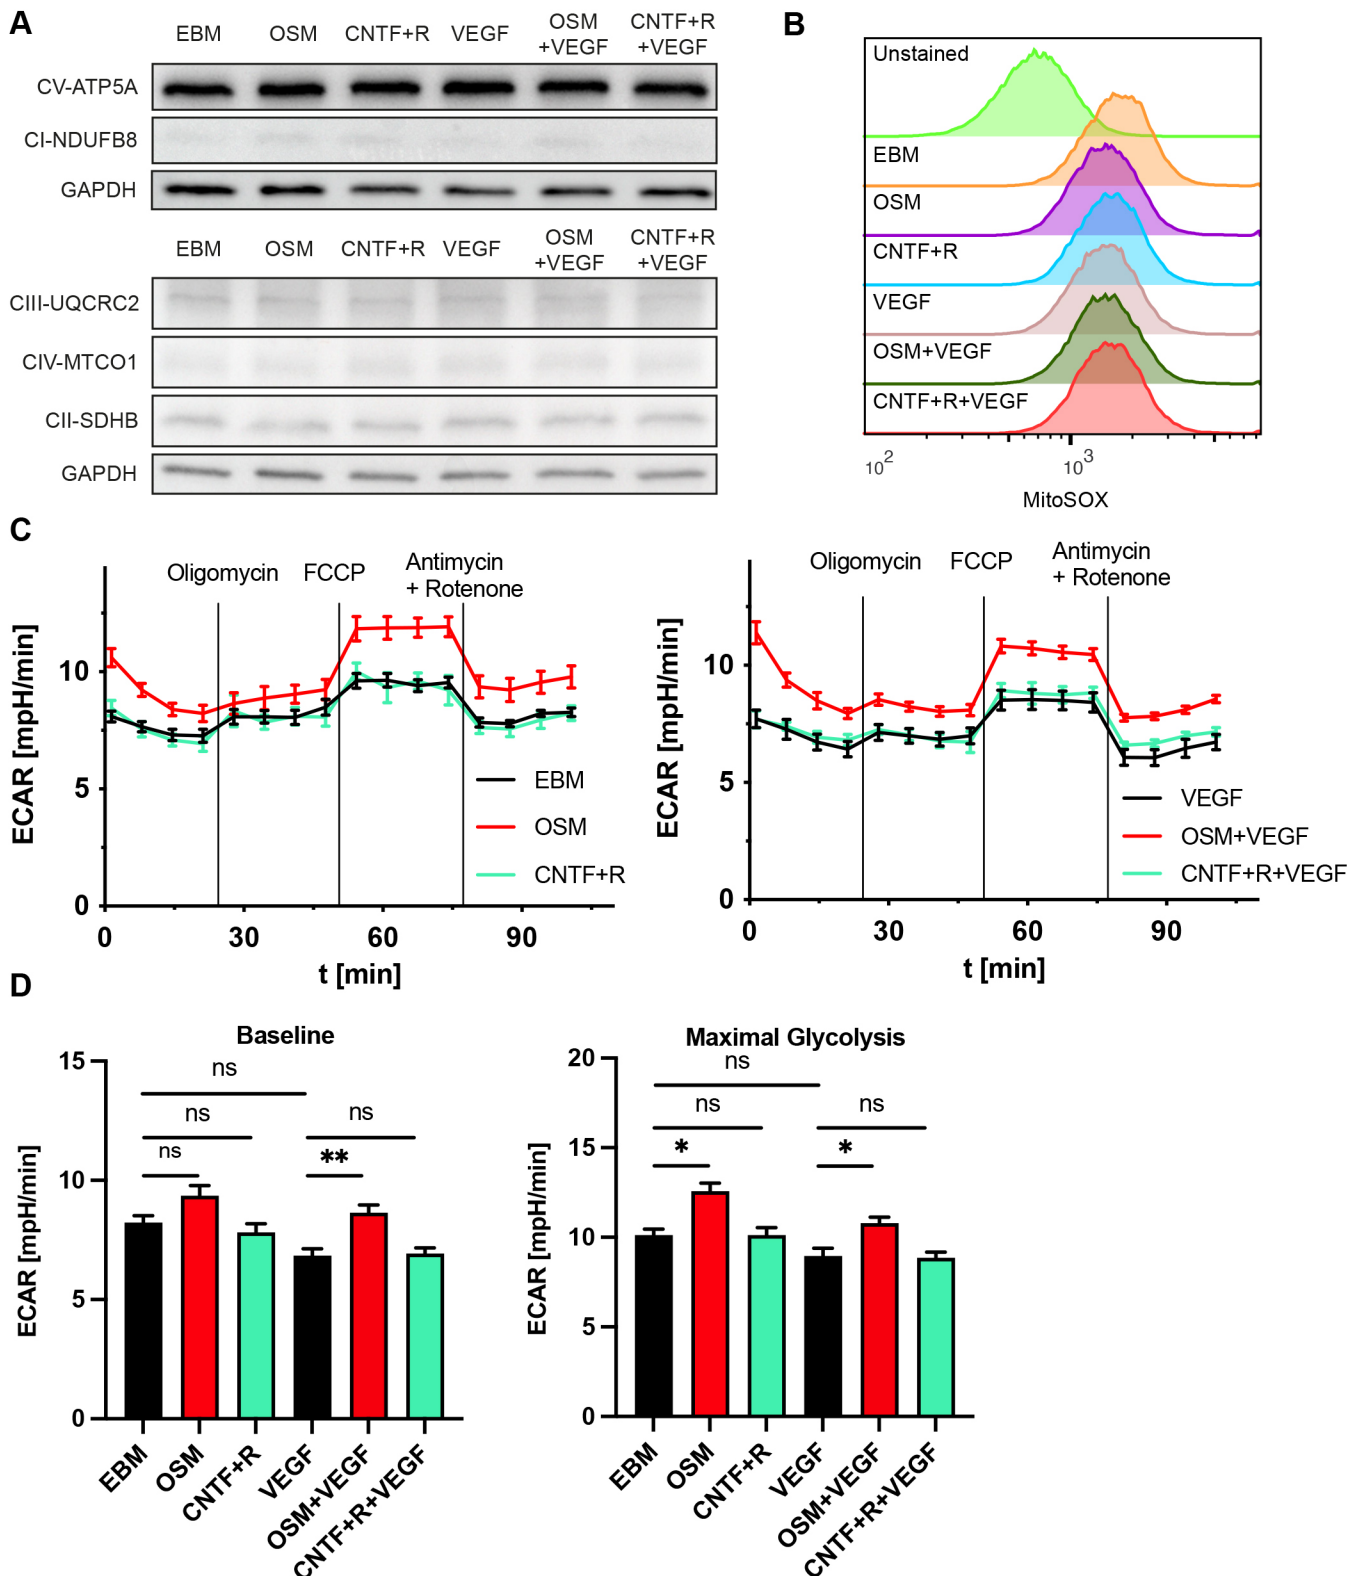 A
EBM OSM CNTF+R VEGF OSM +VEGF CNTF+R +VEGF
CV-ATP5A
CI-NDUFB8
GAPDH
EBM OSM CNTF+R VEGF OSM +VEGF CNTF+R +VEGF
CIII-UQCRC2
CIV-MTCO1
CII-SDHB
GAPDH
B
Unstained
EBM
OSM
CNTF+R
VEGF
OSM+VEGF
CNTF+R+VEGF
10² 10³
MitoSOX
C
Oligomycin FCCP Antimycin + Rotenone
ECAR [mpH/min]
10
5
0
EBM
OSM
CNTF+R
0 30 60 90
t [min]
Oligomycin FCCP Antimycin + Rotenone
ECAR [mpH/min]
10
5
0
VEGF
OSM+VEGF
CNTF+R+VEGF
0 30 60 90
t [min]
D
Baseline
ECAR [mpH/min]
15
10
5
0
ns
ns ns
ns **
EBM OSM CNTF+R VEGF OSM+VEGF CNTF+R+VEGF
Maximal Glycolysis
ECAR [mpH/min]
20
15
10
5
0
ns
ns ns
* *
EBM OSM CNTF+R VEGF OSM+VEGF CNTF+R+VEGF